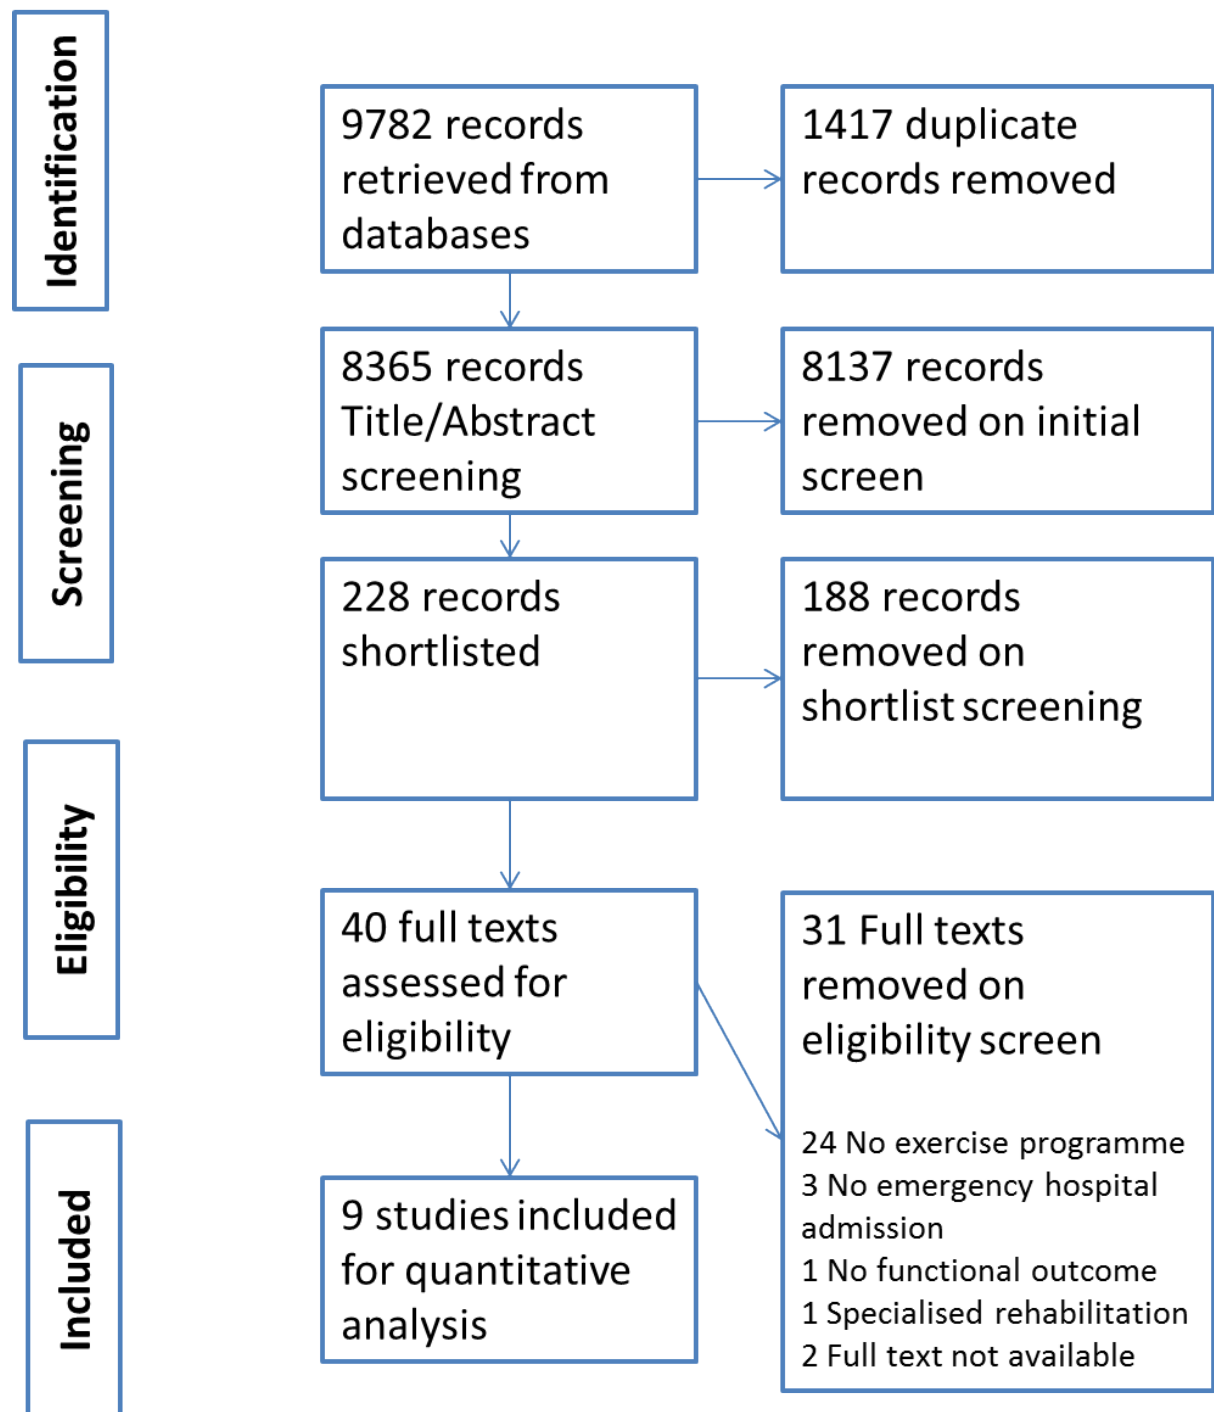 Identification
9782 records
retrieved from
databases
1417 duplicate
records removed
Screening
8365 records
Title/Abstract
screening
8137 records
removed on initial
screen
228 records
shortlisted
188 records
removed on
shortlist screening
Eligibility
40 full texts
assessed for
eligibility
31 Full texts
removed on
eligibility screen
24 No exercise programme
3 No emergency hospital
admission
1 No functional outcome
1 Specialised rehabilitation
2 Full text not available
Included
9 studies included
for quantitative
analysis